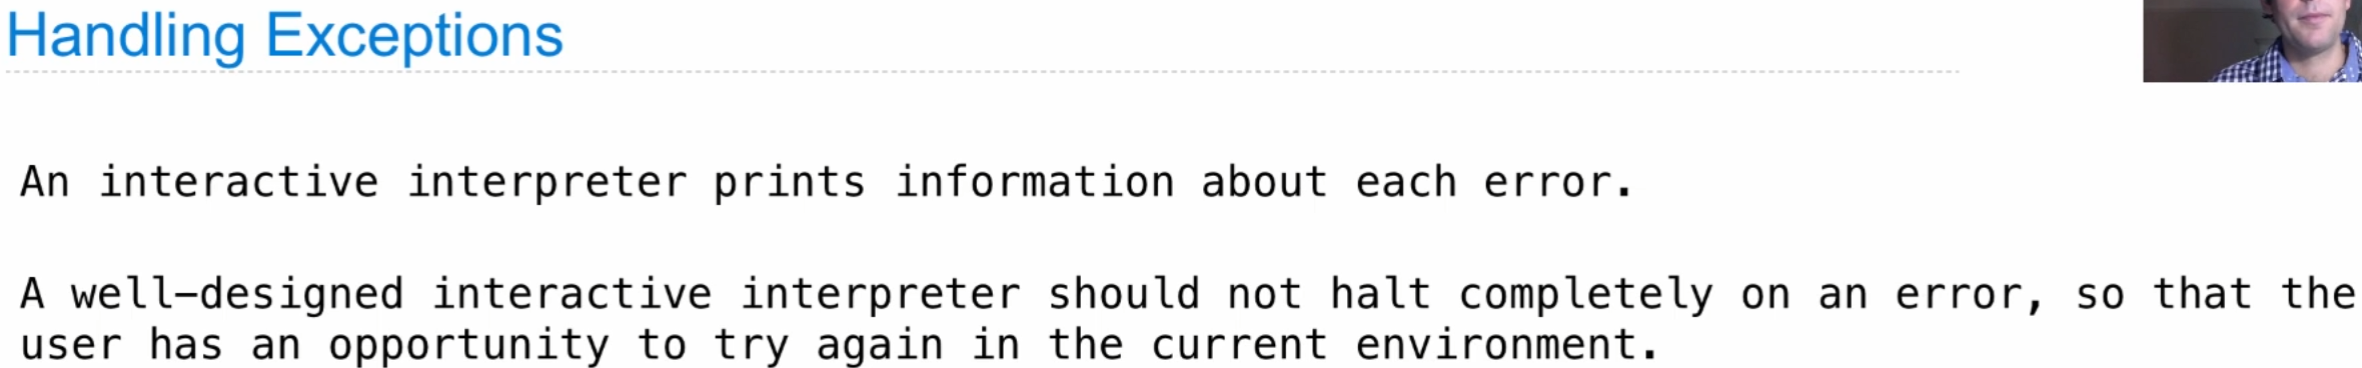 Handling Exceptions
An interactive interpreter prints information about each error.
A well-designed interactive interpreter should not halt completely on an error, so that the
user has an opportunity to try again in the current environment.